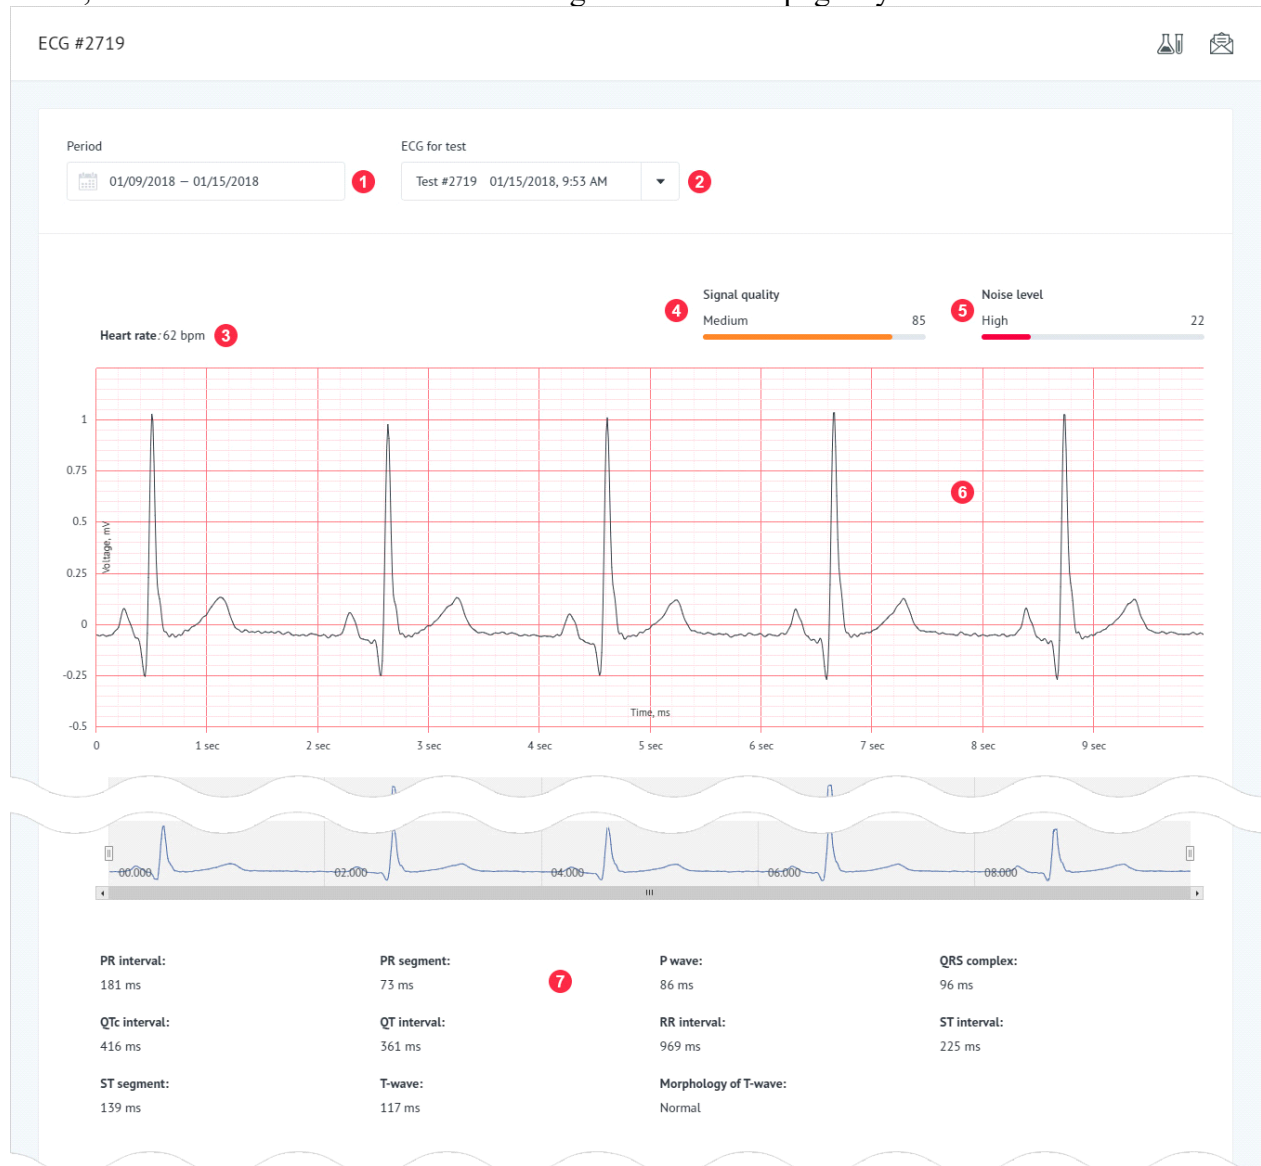 ECG #2719
Period
ECG for test
01/09/2018 — 01/15/2018
1
Test #2719 01/15/2018, 9:53 AM
2
Signal quality
Noise level
4
Medium 85
5
High 22
Heart rate: 62 bpm
3
1
0.75
0.5
0.25
0
-0.25
-0.5
Voltage, mV
6
Time, ms
0 1 sec 2 sec 3 sec 4 sec 5 sec 6 sec 7 sec 8 sec 9 sec
00:000 02:000 04:000 06:000 08:000
PR interval: PR segment: P wave: QRS complex:
181 ms 73 ms 86 ms 96 ms
7
QTc interval: QT interval: RR interval: ST interval:
416 ms 361 ms 969 ms 225 ms
ST segment: T-wave: Morphology of T-wave:
139 ms 117 ms Normal